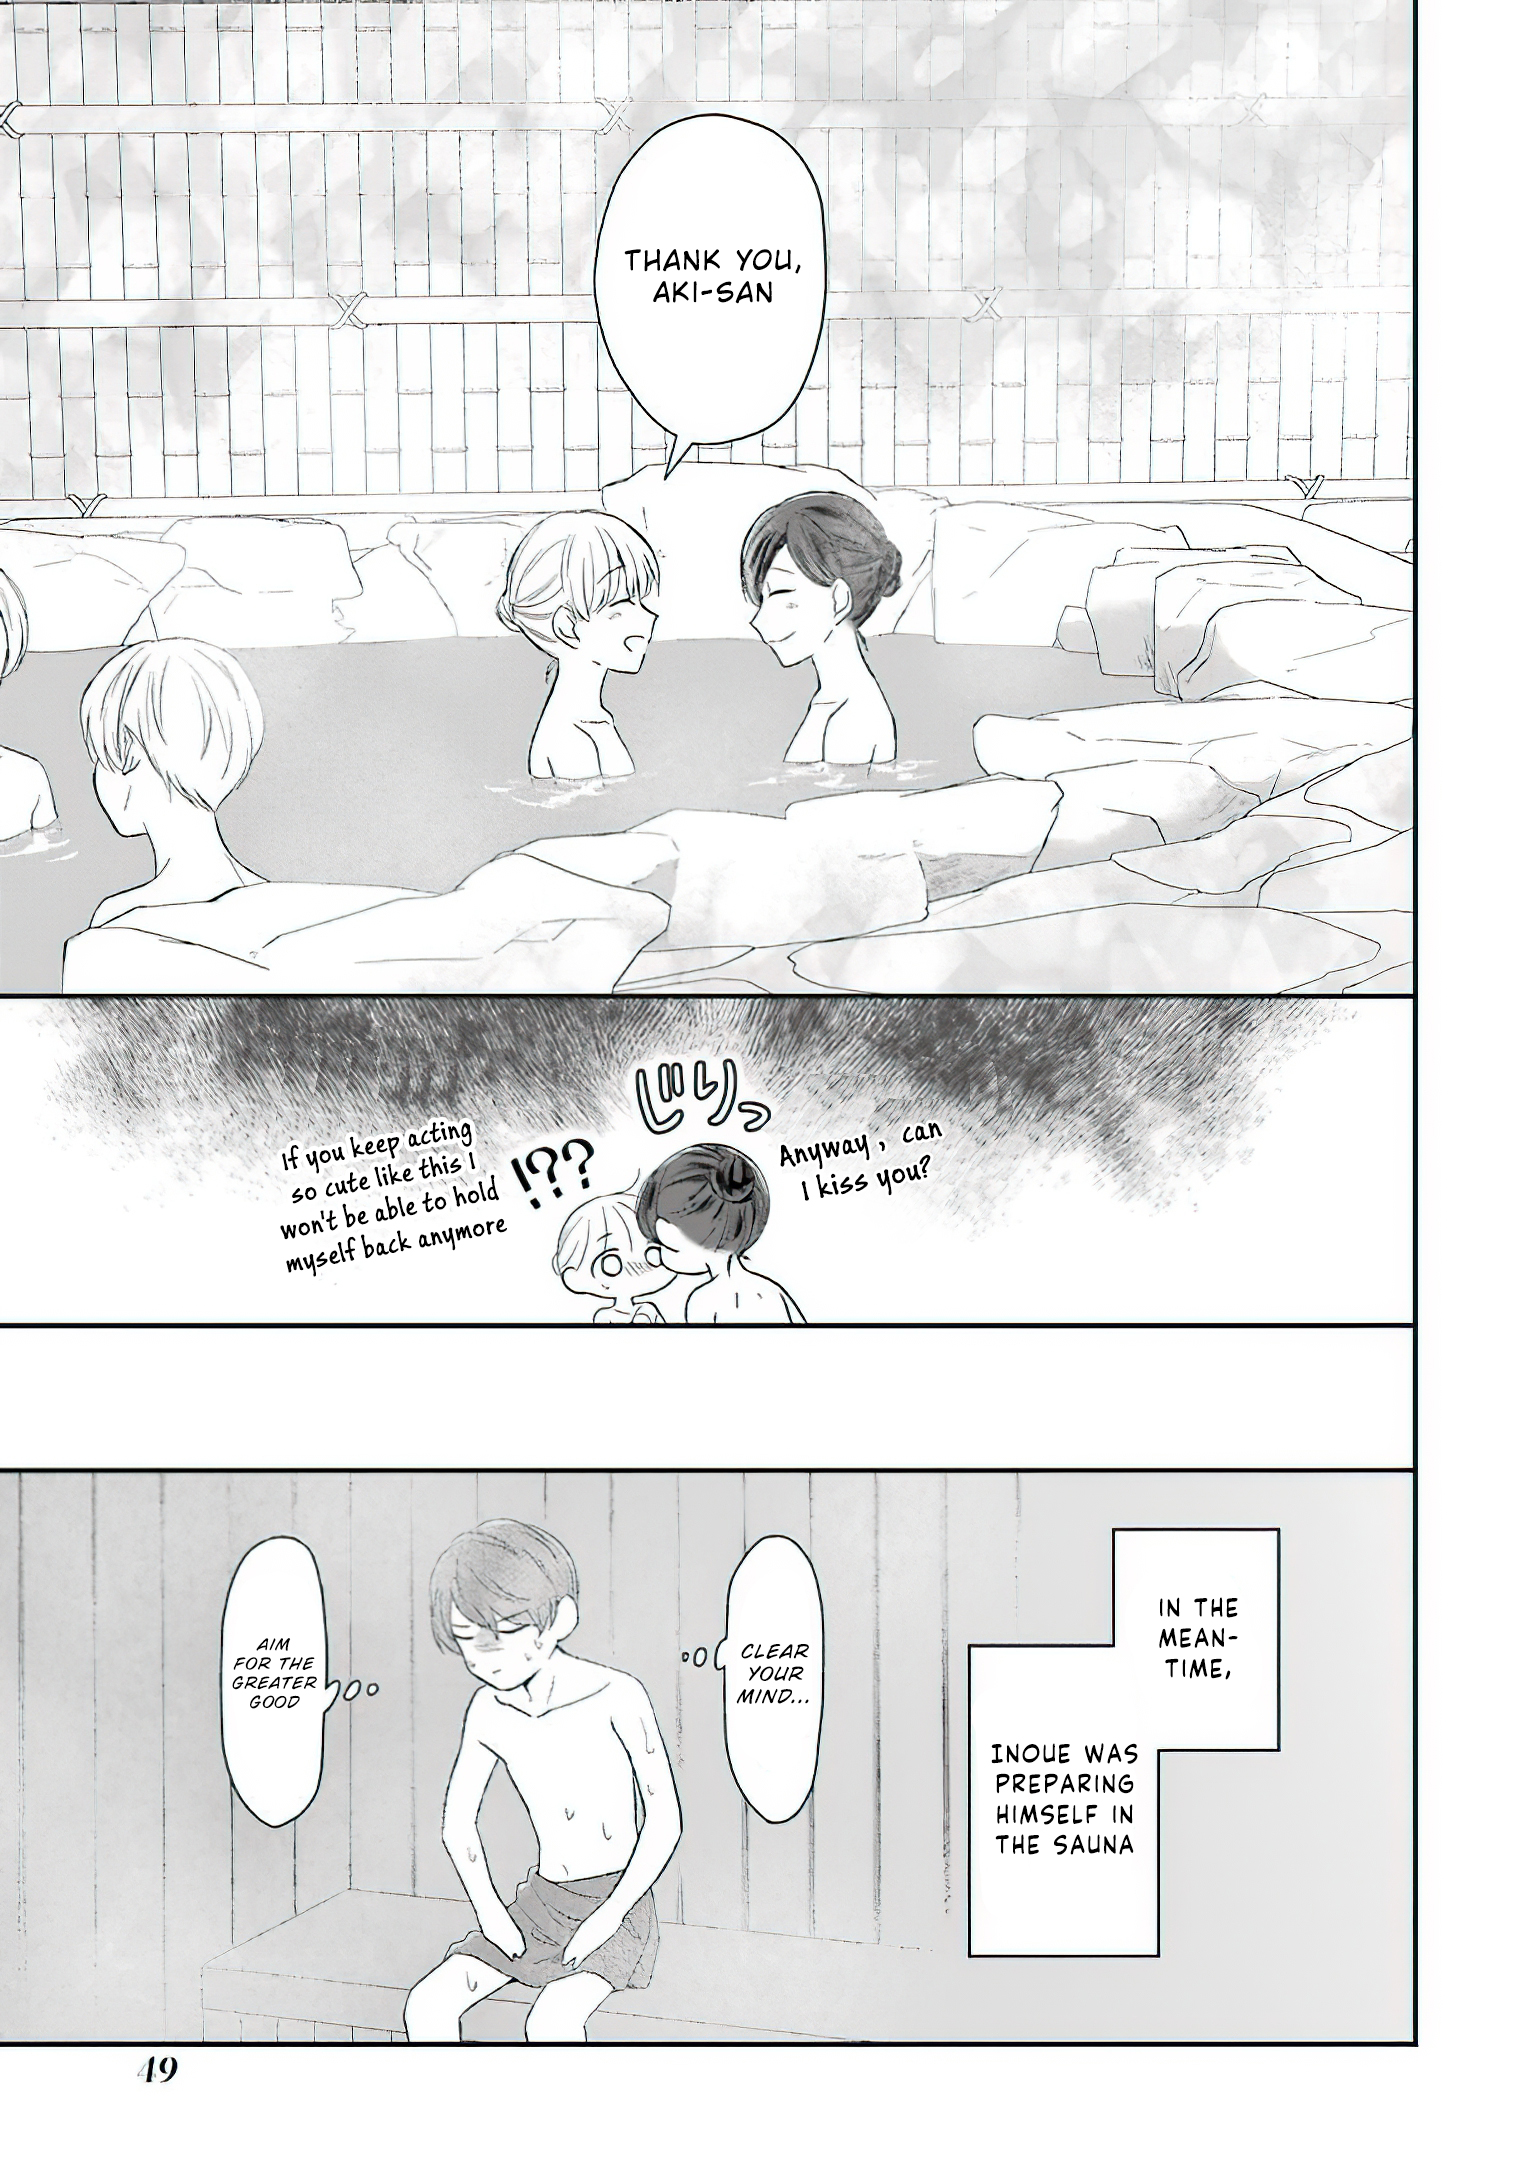 THANK YOU,
AKI-SAN
じりっ
Anyway, can
I kiss you?
!???
If you keep acting
so cute like this I
won't be able to hold
myself back anymore
IN THE
MEAN-
TIME,
INOUE WAS
PREPARING
HIMSELF IN
THE SAUNA
CLEAR
YOUR
MIND...
AIM
FOR THE
GREATER
GOOD
49